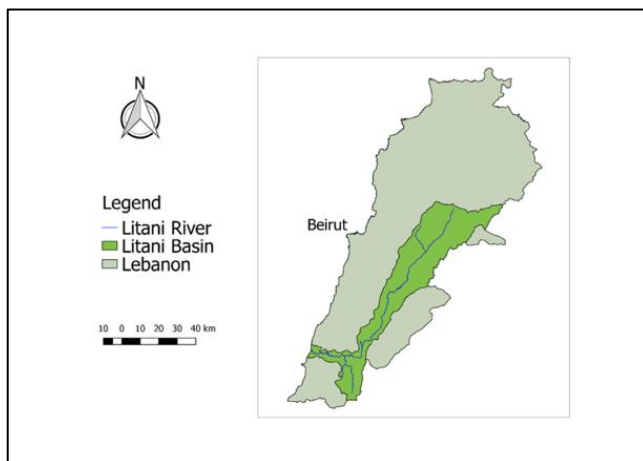 N
Legend
Litani River
Litani Basin
Lebanon
Beirut
10 0 10 20 30 40 km